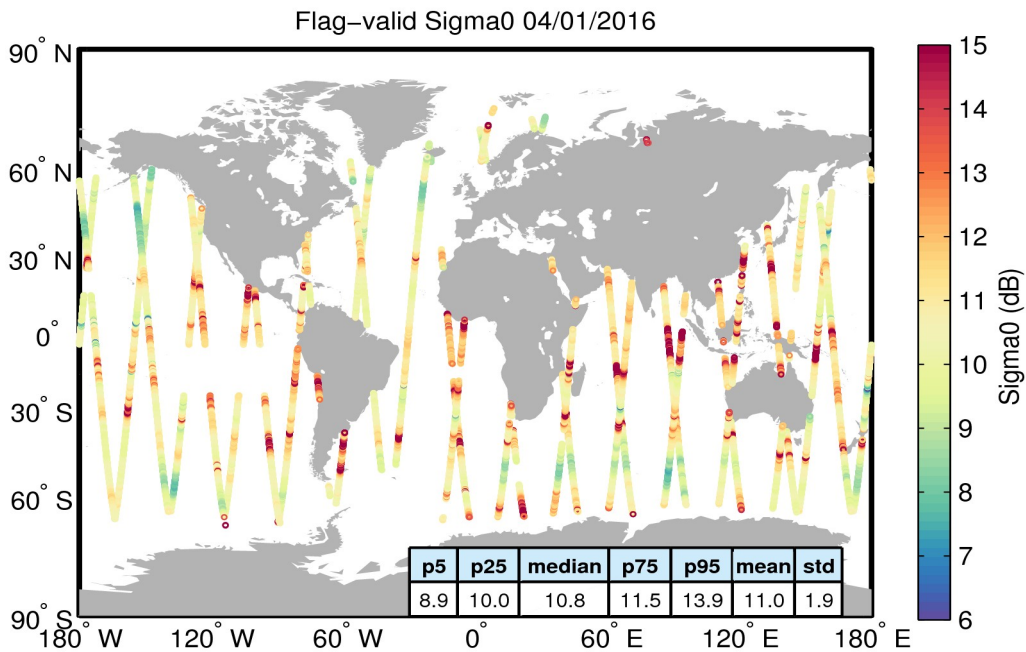 Flag−valid Sigma0 04/01/2016
90° N
60° N
30° N
0°
30° S
60° S
90° S
180° W
120° W
60° W
0°
60° E
120° E
180° E
15
14
13
12
11
10
9
8
7
6
Sigma0 (dB)
p5 p25 median p75 p95 mean std
8.9 10.0 10.8 11.5 13.9 11.0 1.9